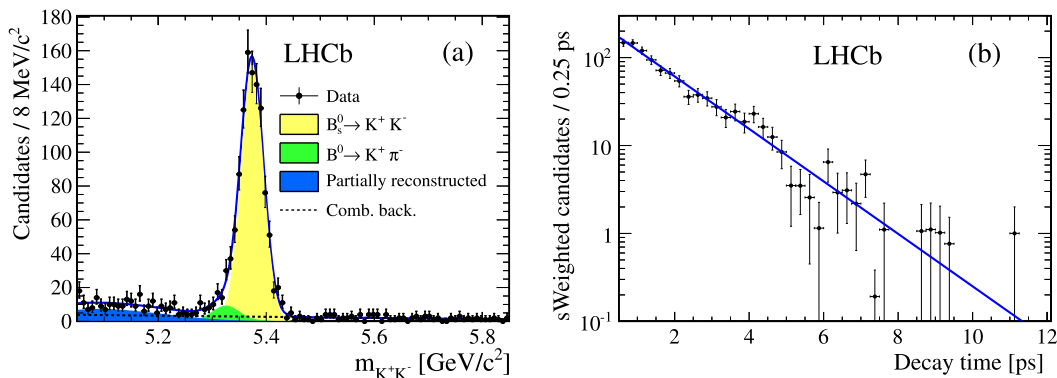 Candidates / 8 MeV/c²
180
160
140
120
100
80
60
40
20
0
LHCb
(a)
Data
B⁰ₛ→ K⁺ K⁻
B⁰→ K⁺ π⁻
Partially reconstructed
Comb. back.
5.2
5.4
5.6
5.8
m_K⁺K⁻ [GeV/c²]
sWeighted candidates / 0.25 ps
10²
10
1
10⁻¹
LHCb
(b)
2
4
6
8
10
12
Decay time [ps]